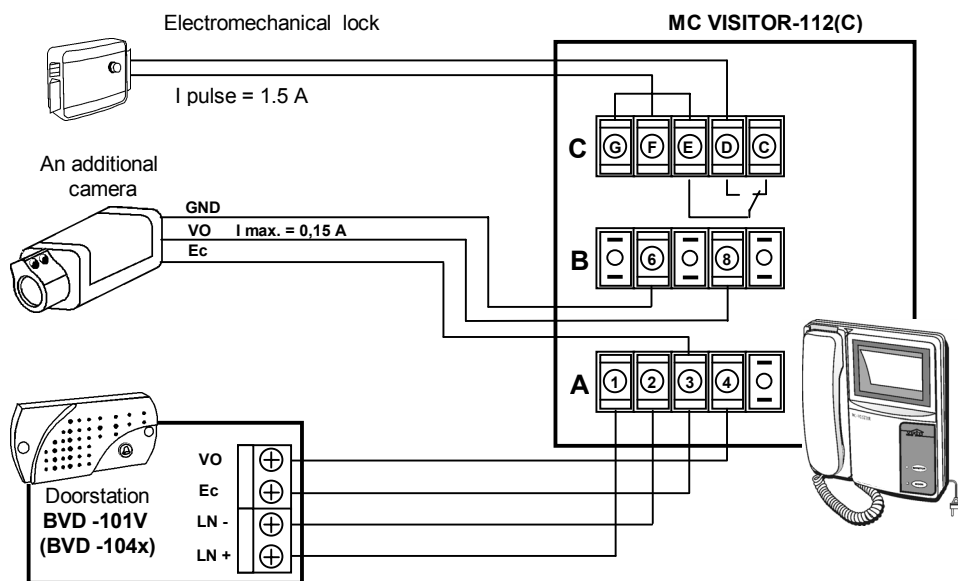 Electromechanical lock
MC VISITOR-112(C)
I pulse = 1.5 A
C
G F E D C
An additional
camera
GND
VO I max. = 0,15 A
Ec
B
6 8
A
1 2 3 4
VO
Ec
LN -
LN +
Doorstation
BVD -101V
(BVD -104x)